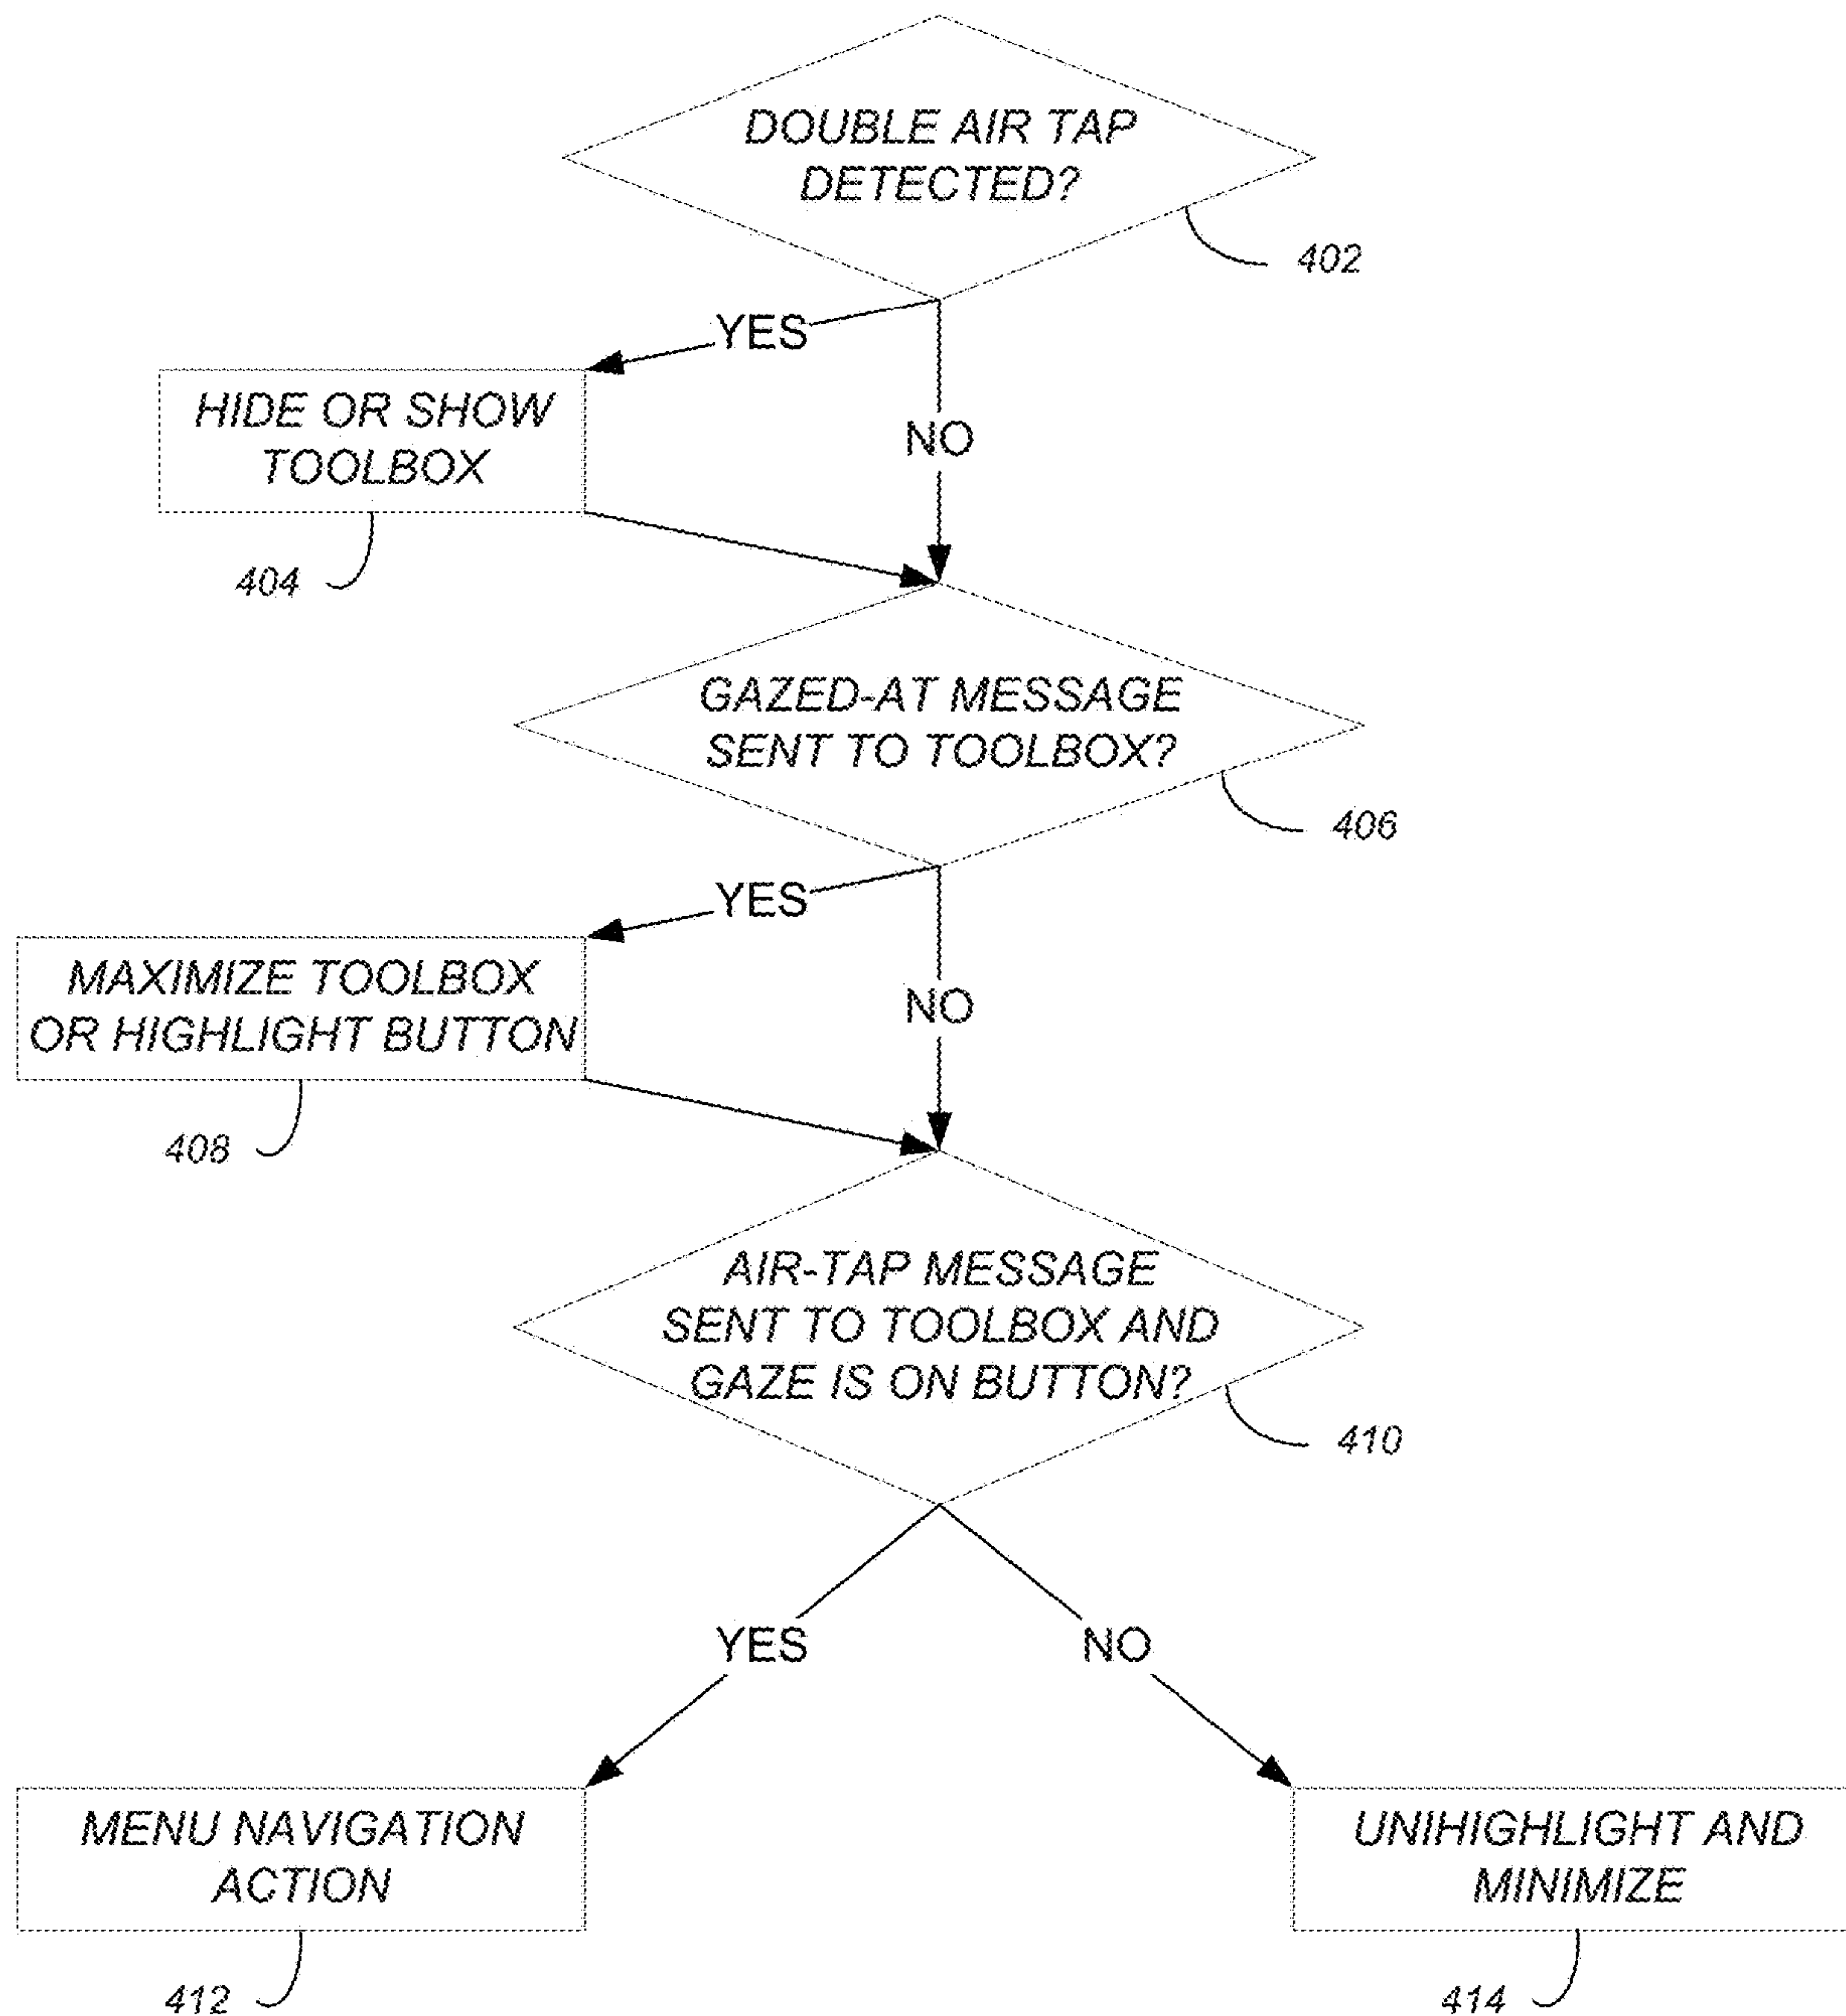 DOUBLE AIR TAP
DETECTED?
402
YES
HIDE OR SHOW
TOOLBOX
NO
404
GAZED-AT MESSAGE
SENT TO TOOLBOX?
406
YES
MAXIMIZE TOOLBOX
OR HIGHLIGHT BUTTON
NO
408
AIR-TAP MESSAGE
SENT TO TOOLBOX AND
GAZE IS ON BUTTON?
410
YES
NO
MENU NAVIGATION
ACTION
UNIHIGHLIGHT AND
MINIMIZE
412
414